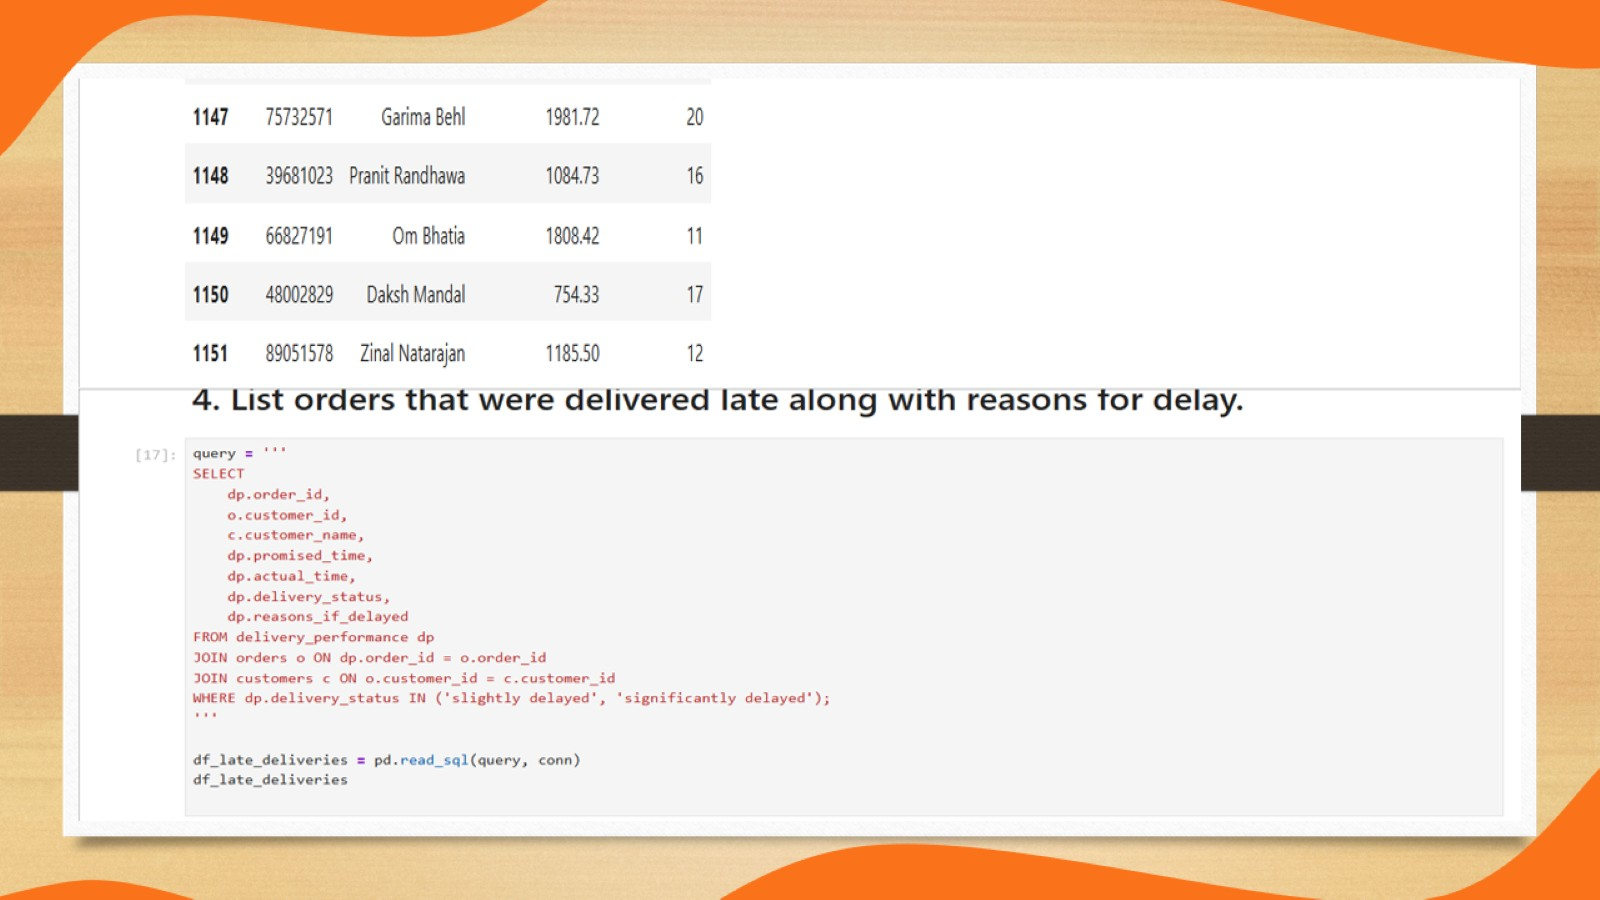 1147 75732571 Garima Behl 1981.72 20
1148 39681023 Pranit Randhawa 1084.73 16
1149 66827191 Om Bhatia 1808.42 11
1150 48002829 Daksh Mandal 754.33 17
1151 89051578 Zinal Natarajan 1185.50 12
4. List orders that were delivered late along with reasons for delay.
[17]: query = '''
SELECT
    dp.order_id,
    o.customer_id,
    c.customer_name,
    dp.promised_time,
    dp.actual_time,
    dp.delivery_status,
    dp.reasons_if_delayed
FROM delivery_performance dp
JOIN orders o ON dp.order_id = o.order_id
JOIN customers c ON o.customer_id = c.customer_id
WHERE dp.delivery_status IN ('slightly delayed', 'significantly delayed');
'''
df_late_deliveries = pd.read_sql(query, conn)
df_late_deliveries